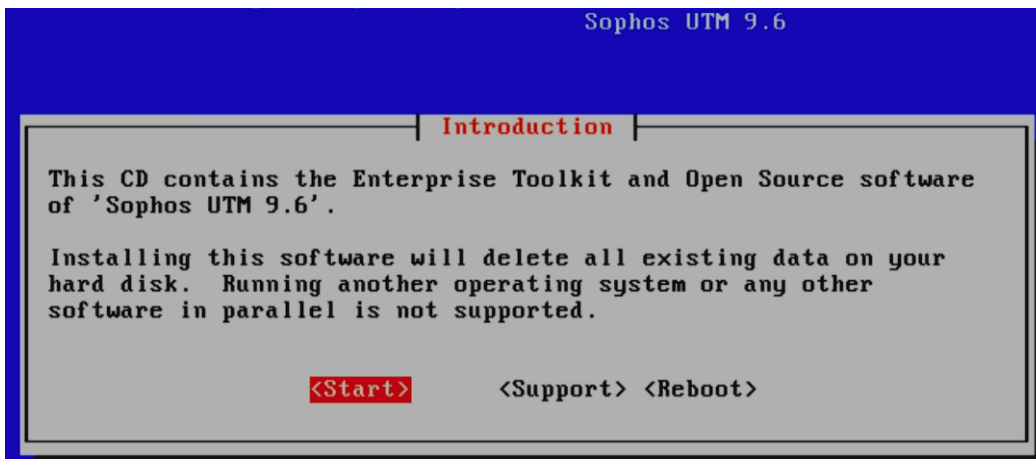 Sophos UTM 9.6
Introduction
This CD contains the Enterprise Toolkit and Open Source software
of 'Sophos UTM 9.6'.
Installing this software will delete all existing data on your
hard disk.  Running another operating system or any other
software in parallel is not supported.
<Start> <Support> <Reboot>